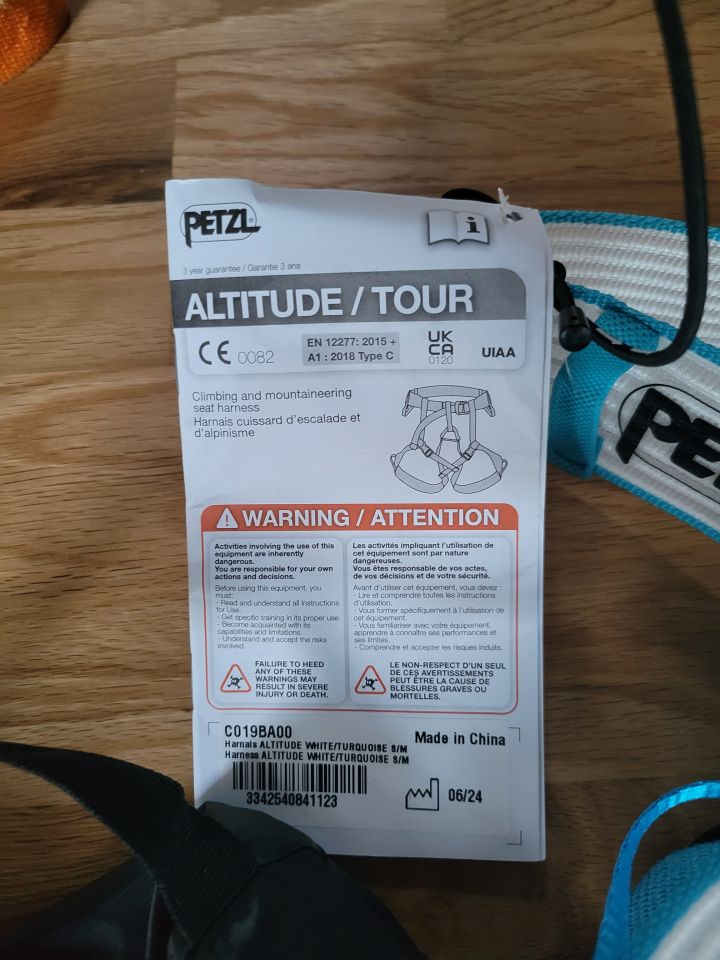 PETZL
i
3 year guarantee / Garantie 3 ans
ALTITUDE / TOUR
CE 0082
EN 12277: 2015 +
A1 : 2018 Type C
UK
CA
0120
UIAA
Climbing and mountaineering
seat harness
Harnais cuissard d'escalade et
d'alpinisme
WARNING / ATTENTION
Activities involving the use of this
equipment are inherently
dangerous.
You are responsible for your own
actions and decisions.
Before using this equipment, you
must:
- Read and understand all Instructions
for Use.
- Get specific training in its proper use.
- Become acquainted with its
capabilities and limitations.
- Understand and accept the risks
involved.
FAILURE TO HEED
ANY OF THESE
WARNINGS MAY
RESULT IN SEVERE
INJURY OR DEATH.
Les activités impliquant l'utilisation de
cet équipement sont par nature
dangereuses.
Vous êtes responsable de vos actes,
de vos décisions et de votre sécurité.
Avant d'utiliser cet équipement, vous devez :
- Lire et comprendre toutes les instructions
d'utilisation.
- Vous former spécifiquement à l'utilisation de
cet équipement.
- Vous familiariser avec votre équipement,
apprendre à connaître ses performances et
ses limites.
- Comprendre et accepter les risques induits.
LE NON-RESPECT D'UN SEUL
DE CES AVERTISSEMENTS
PEUT ÊTRE LA CAUSE DE
BLESSURES GRAVES OU
MORTELLES.
C019BA00
Harnais ALTITUDE WHITE/TURQUOISE S/M
Harness ALTITUDE WHITE/TURQUOISE S/M
3342540841123
Made in China
06/24
PE